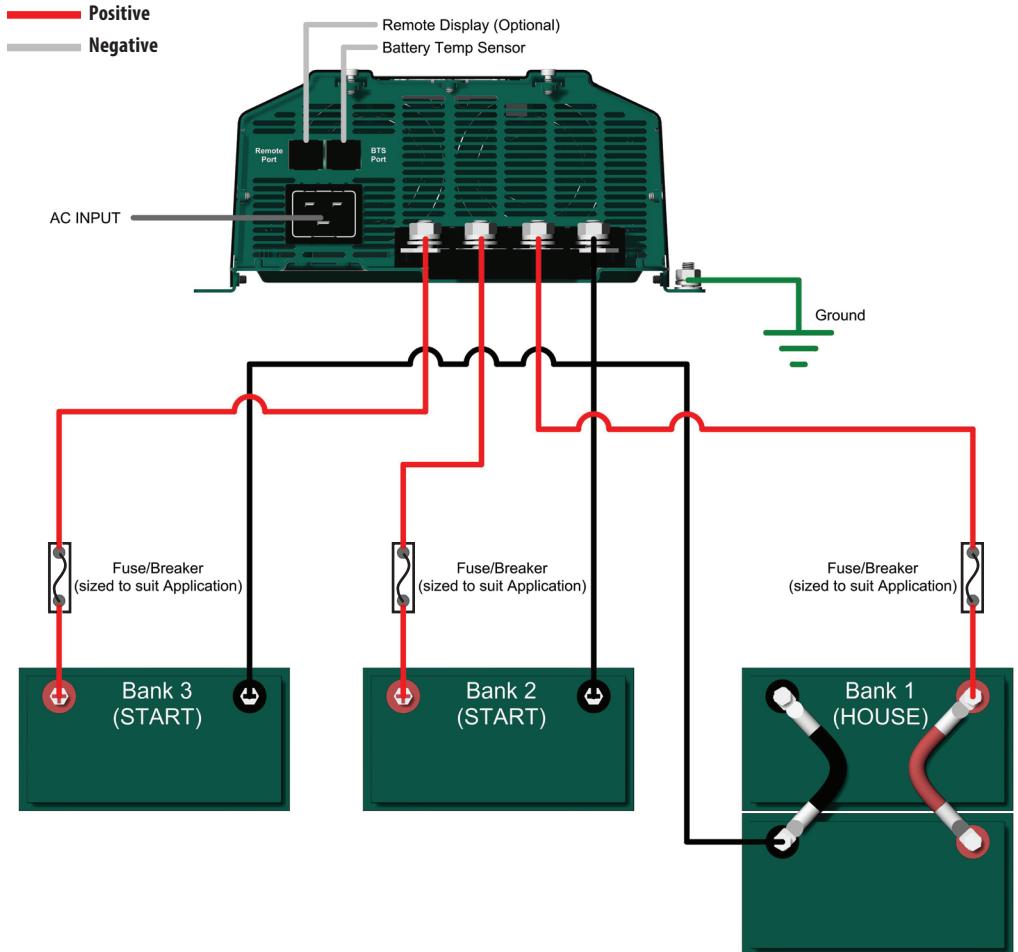 Positive
Negative
Remote Display (Optional)
Battery Temp Sensor
Remote
Port
BTS
Port
AC INPUT
Ground
Fuse/Breaker
(sized to suit Application)
Fuse/Breaker
(sized to suit Application)
Fuse/Breaker
(sized to suit Application)
Bank 3
(START)
Bank 2
(START)
Bank 1
(HOUSE)